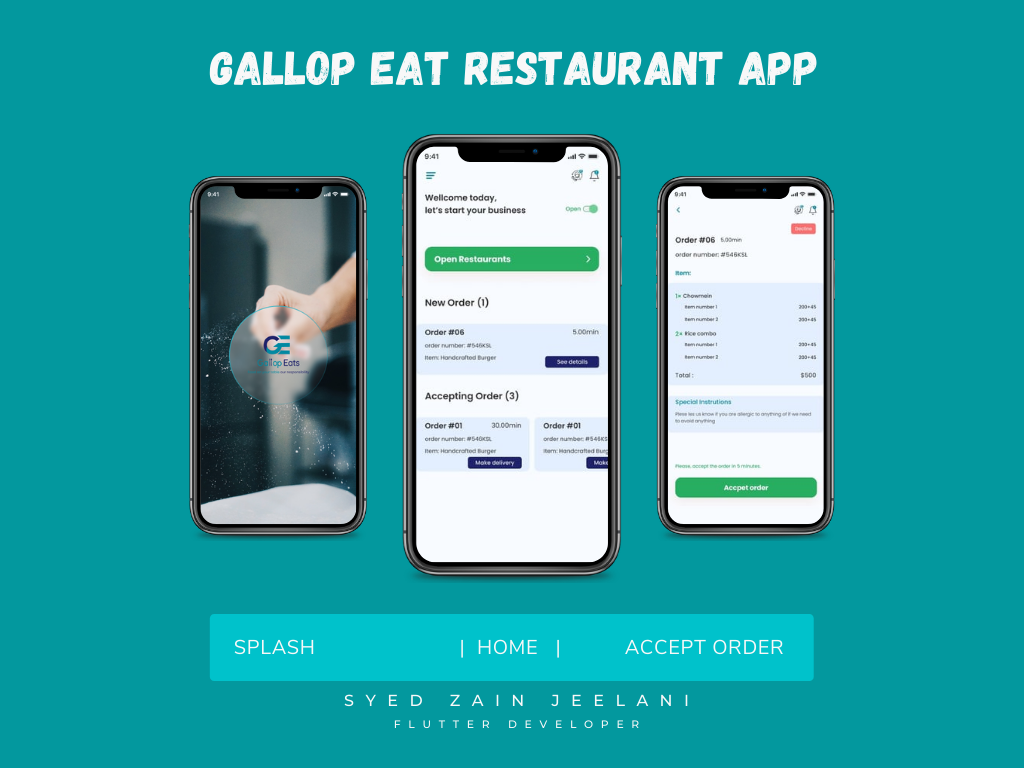 GALLOP EAT RESTAURANT APP
9:41
GE
Gallop Eats
9:41
Wellcome today,
let's start your business
Open
Open Restaurants
New Order (1)
Order #06 5.00min
order number: #546KSL
Item: Handcrafted Burger
See details
Accepting Order (3)
Order #01 30.00min
order number: #546KSL
Item: Handcrafted Burger
Make delivery
Order #01
order number: #546KS
Item: Handcrafted Burg
Make
9:41
Decline
Order #06 5.00min
order number: #546KSL
Item:
1× Chowmein
Item number 1 200×45
Item number 2 200×45
2× Rice combo
Item number 1 200×45
Item number 2 200×45
Total : $500
Special Instrutions
Plese les us know if you are allergic to anything of if we need
to avoid anything
Please, accept the order in 5 minutes.
Accpet order
SPLASH | HOME | ACCEPT ORDER
SYED ZAIN JEELANI
FLUTTER DEVELOPER